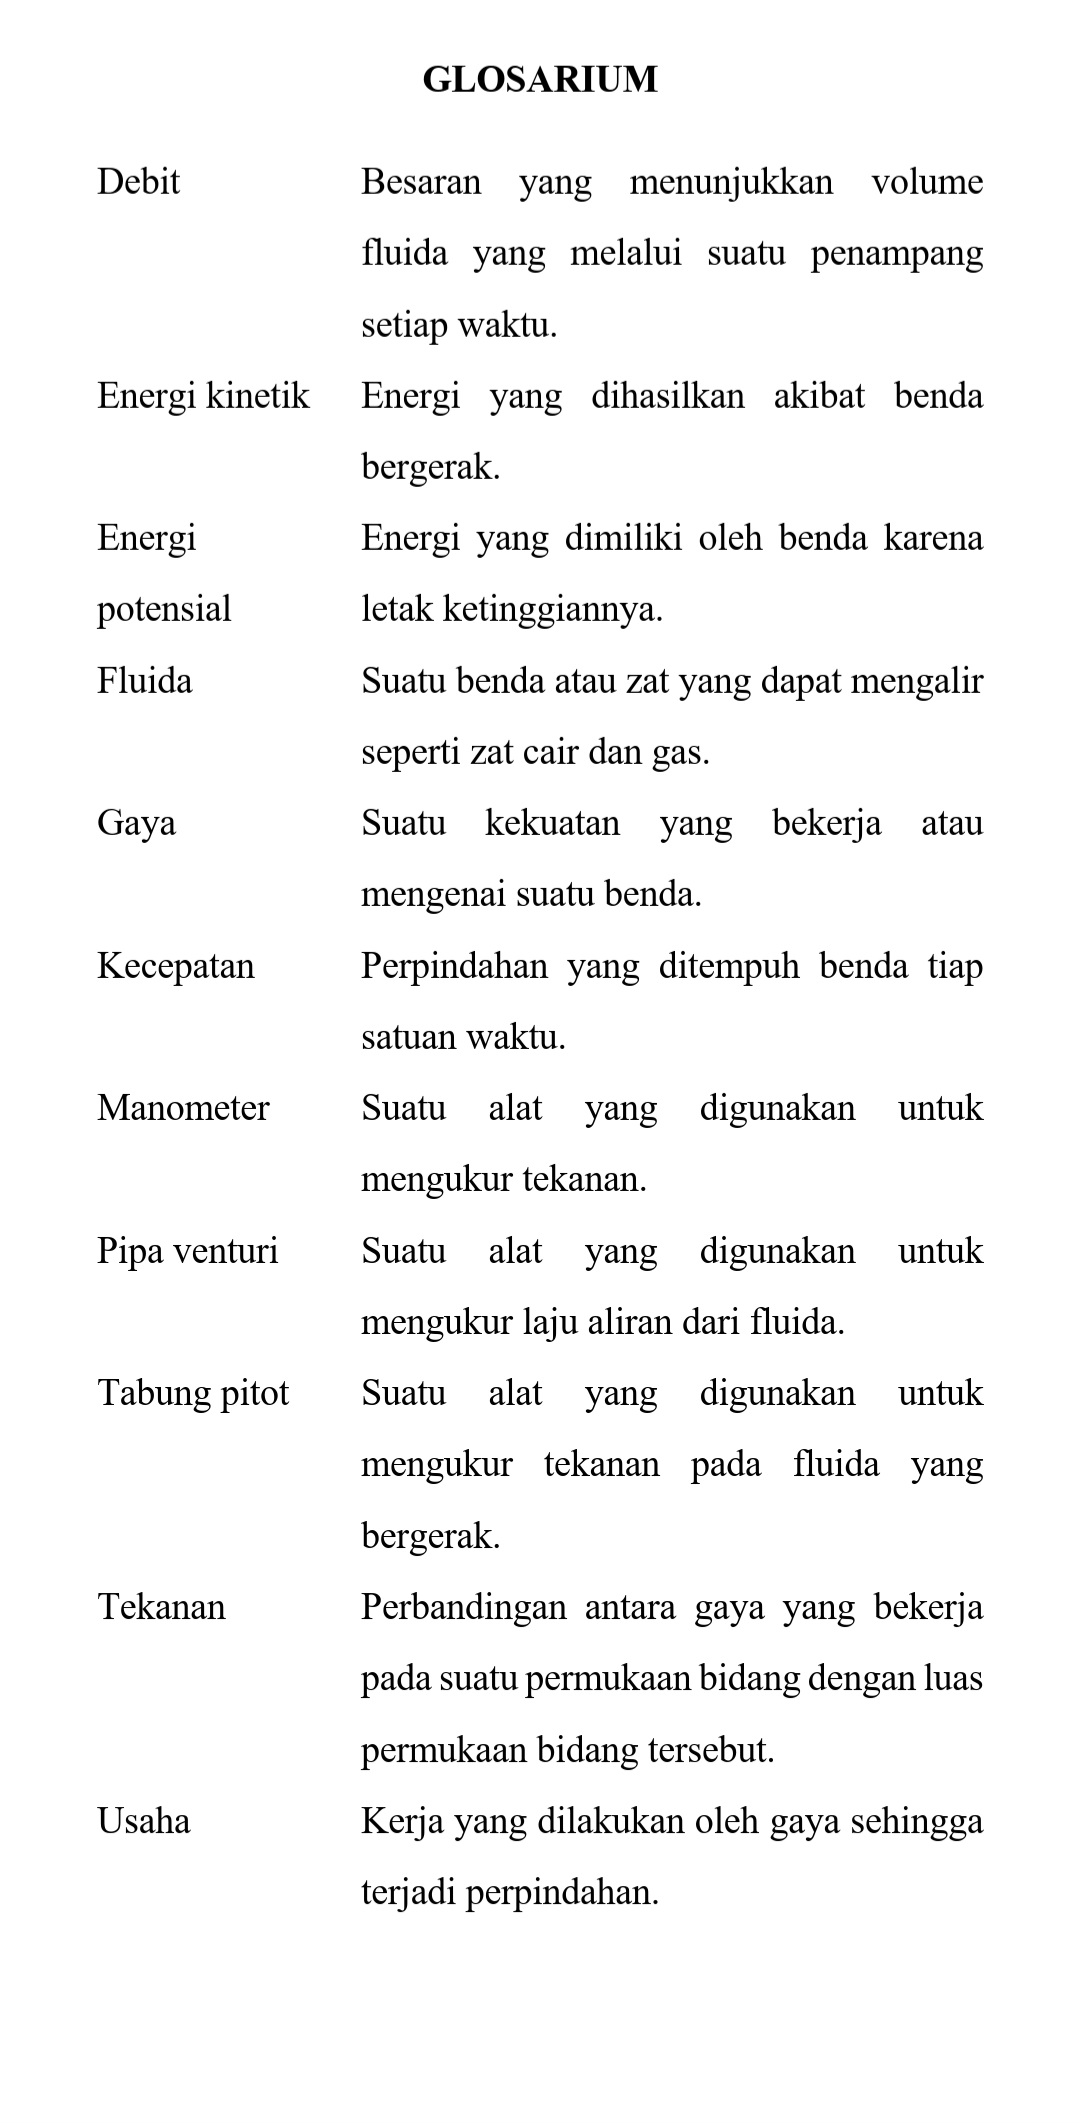 GLOSARIUM
Debit Besaran yang menunjukkan volume
fluida yang melalui suatu penampang
setiap waktu.
Energi kinetik Energi yang dihasilkan akibat benda
bergerak.
Energi Energi yang dimiliki oleh benda karena
potensial letak ketinggiannya.
Fluida Suatu benda atau zat yang dapat mengalir
seperti zat cair dan gas.
Gaya Suatu kekuatan yang bekerja atau
mengenai suatu benda.
Kecepatan Perpindahan yang ditempuh benda tiap
satuan waktu.
Manometer Suatu alat yang digunakan untuk
mengukur tekanan.
Pipa venturi Suatu alat yang digunakan untuk
mengukur laju aliran dari fluida.
Tabung pitot Suatu alat yang digunakan untuk
mengukur tekanan pada fluida yang
bergerak.
Tekanan Perbandingan antara gaya yang bekerja
pada suatu permukaan bidang dengan luas
permukaan bidang tersebut.
Usaha Kerja yang dilakukan oleh gaya sehingga
terjadi perpindahan.